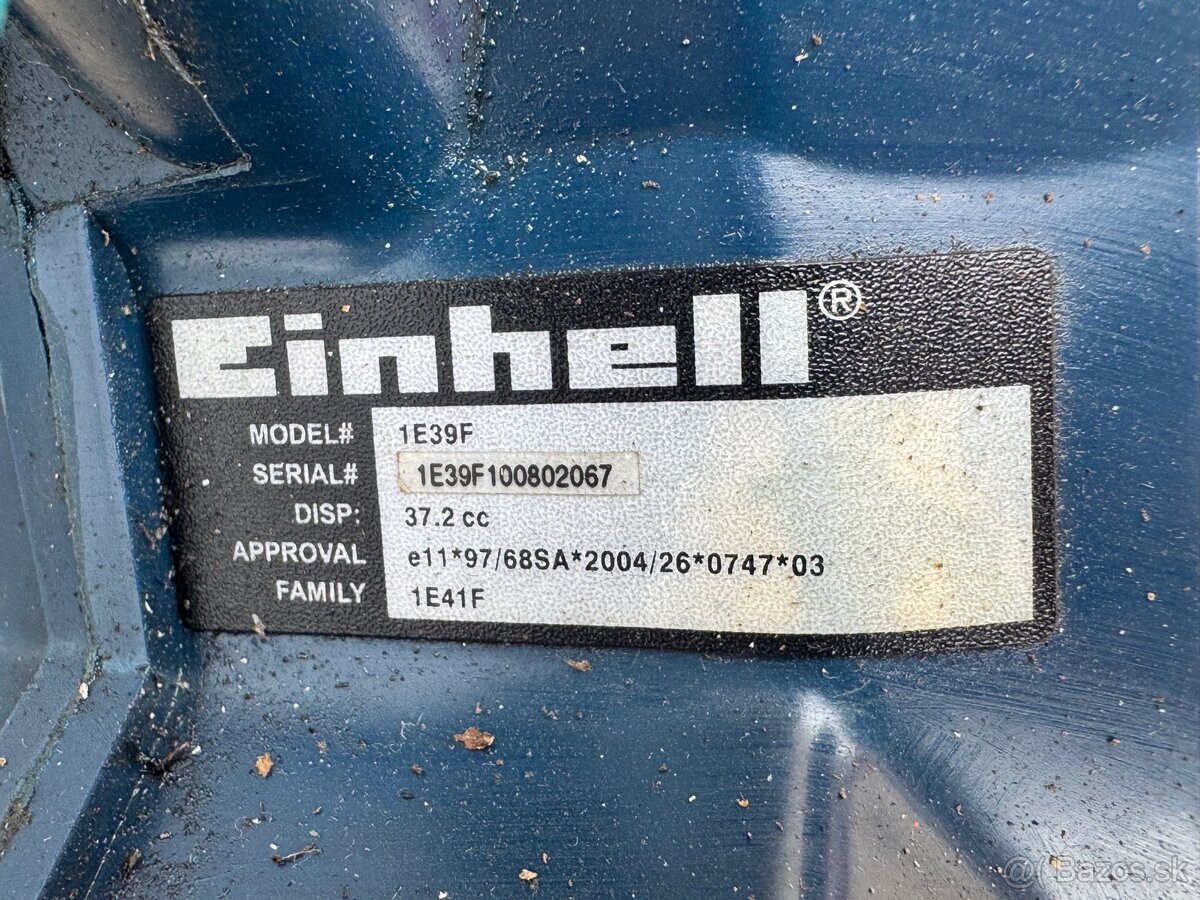 Einhell®
MODEL# 1E39F
SERIAL# 1E39F100802067
DISP: 37.2 cc
APPROVAL e11*97/68SA*2004/26*0747*03
FAMILY 1E41F
@Bazos.sk